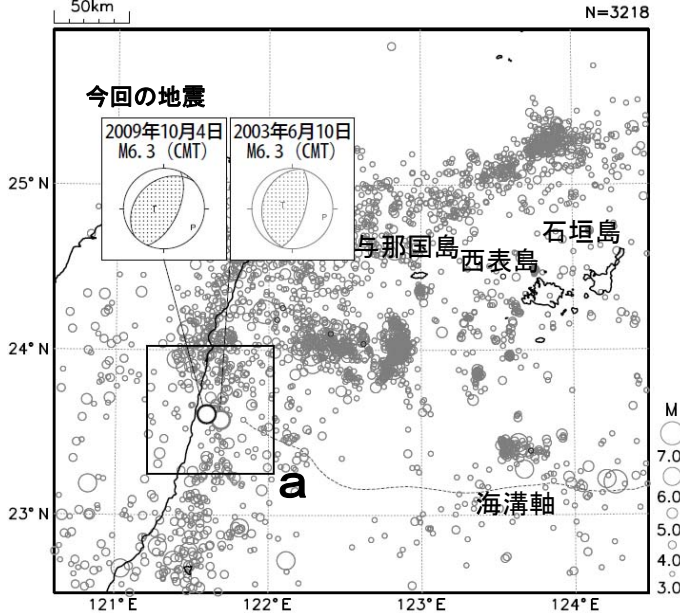 50km
N=3218
今回の地震
2009年10月4日
M6.3 (CMT)
T
P
2003年6月10日
M6.3 (CMT)
T
P
25°N
与那国島
西表島
石垣島
24°N
a
M
7.0
6.0
5.0
4.0
3.0
海溝軸
23°N
121°E
122°E
123°E
124°E